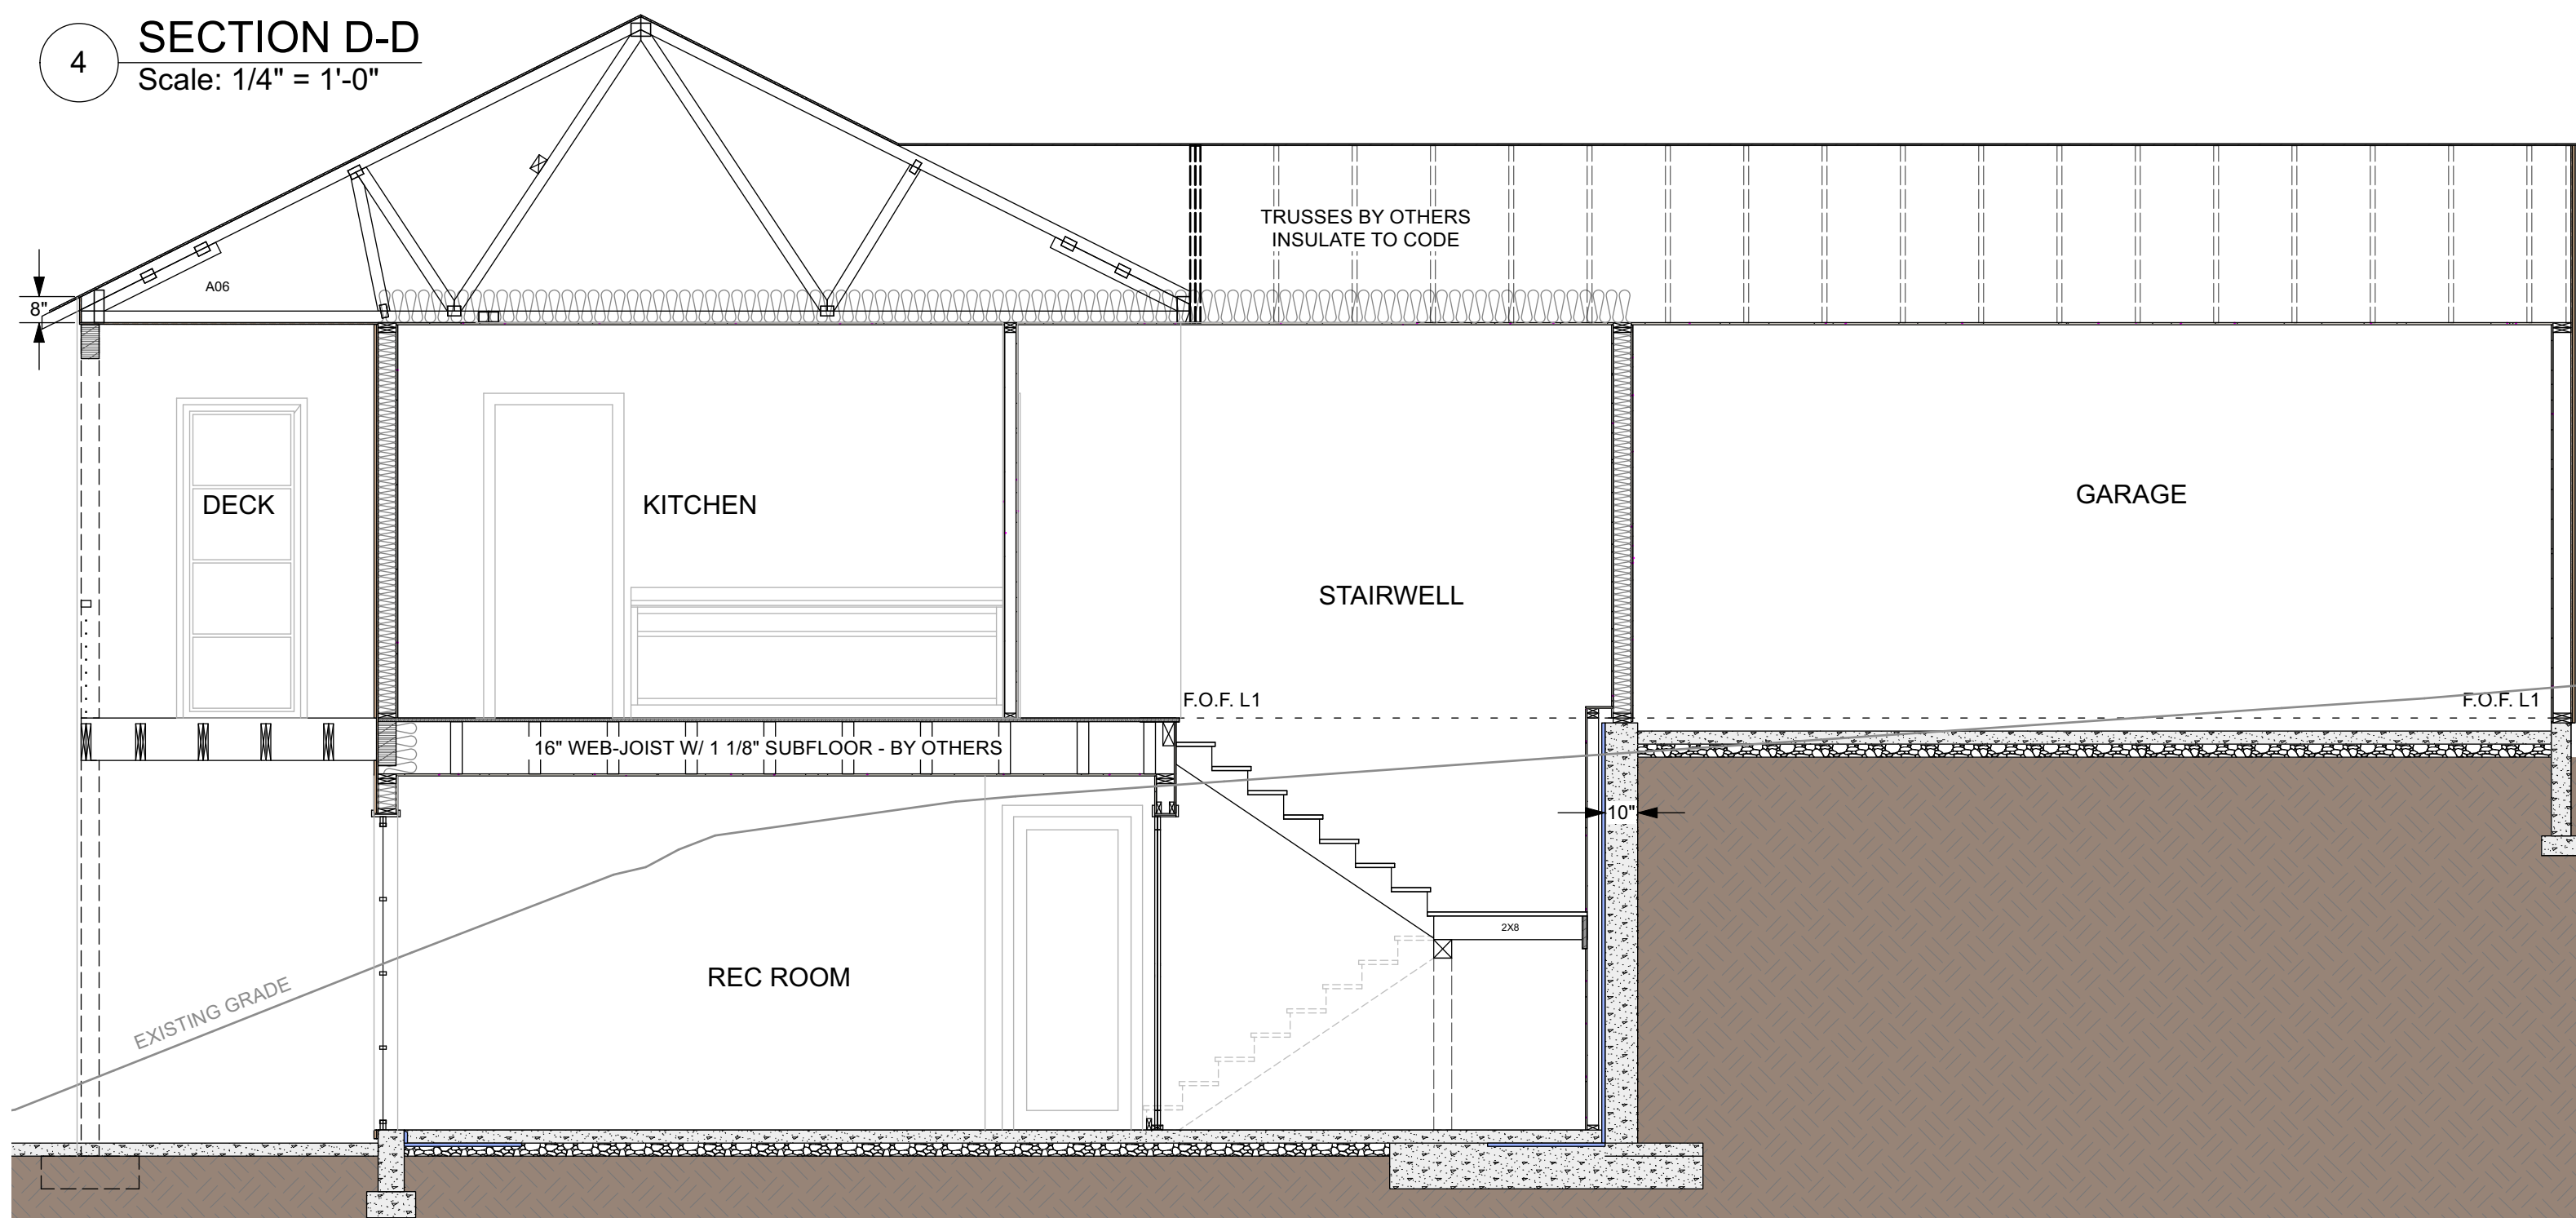 4
SECTION D-D
Scale: 1/4" = 1'-0"
TRUSSES BY OTHERS
INSULATE TO CODE
A06
8"
DECK
KITCHEN
GARAGE
STAIRWELL
F.O.F. L1
F.O.F. L1
16" WEB-JOIST W/ 1 1/8" SUBFLOOR - BY OTHERS
10"
2X8
REC ROOM
EXISTING GRADE